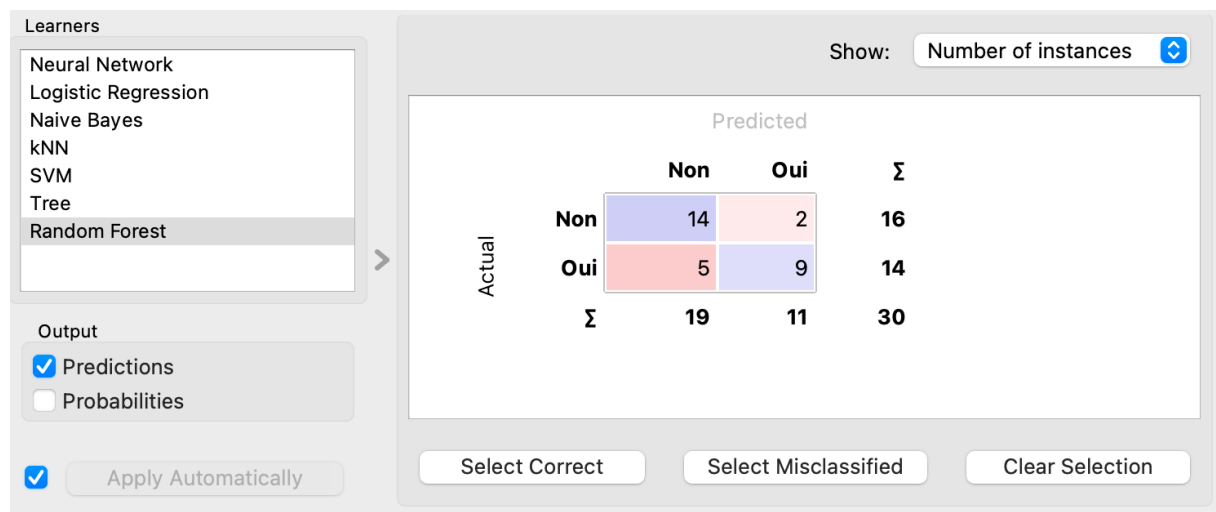 Learners
Neural Network
Logistic Regression
Naive Bayes
kNN
SVM
Tree
Random Forest
Output
Predictions
Probabilities
Apply Automatically
Show: Number of instances
Predicted
Non Oui Σ
Actual
Non 14 2 16
Oui 5 9 14
Σ 19 11 30
Select Correct Select Misclassified Clear Selection